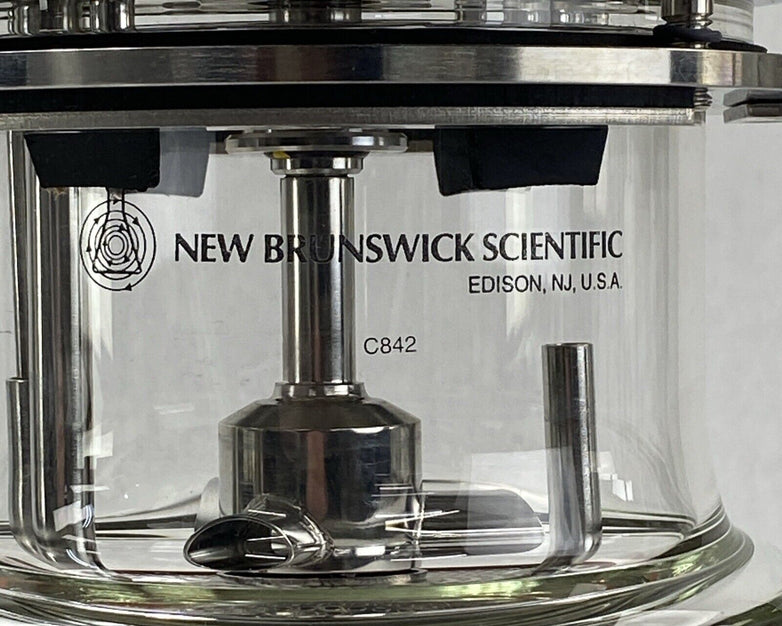 NEW BRUNSWICK SCIENTIFIC
EDISON, NJ, U.S.A.
C842